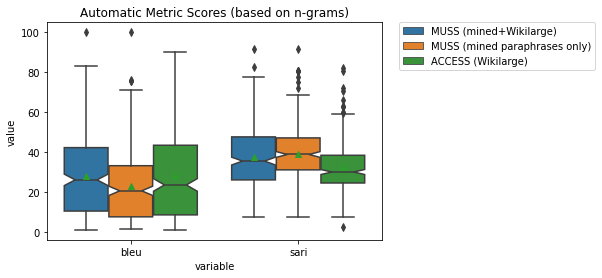 Automatic Metric Scores (based on n-grams)
MUSS (mined+Wikilarge)
MUSS (mined paraphrases only)
ACCESS (Wikilarge)
value
100
80
60
40
20
0
bleu
sari
variable